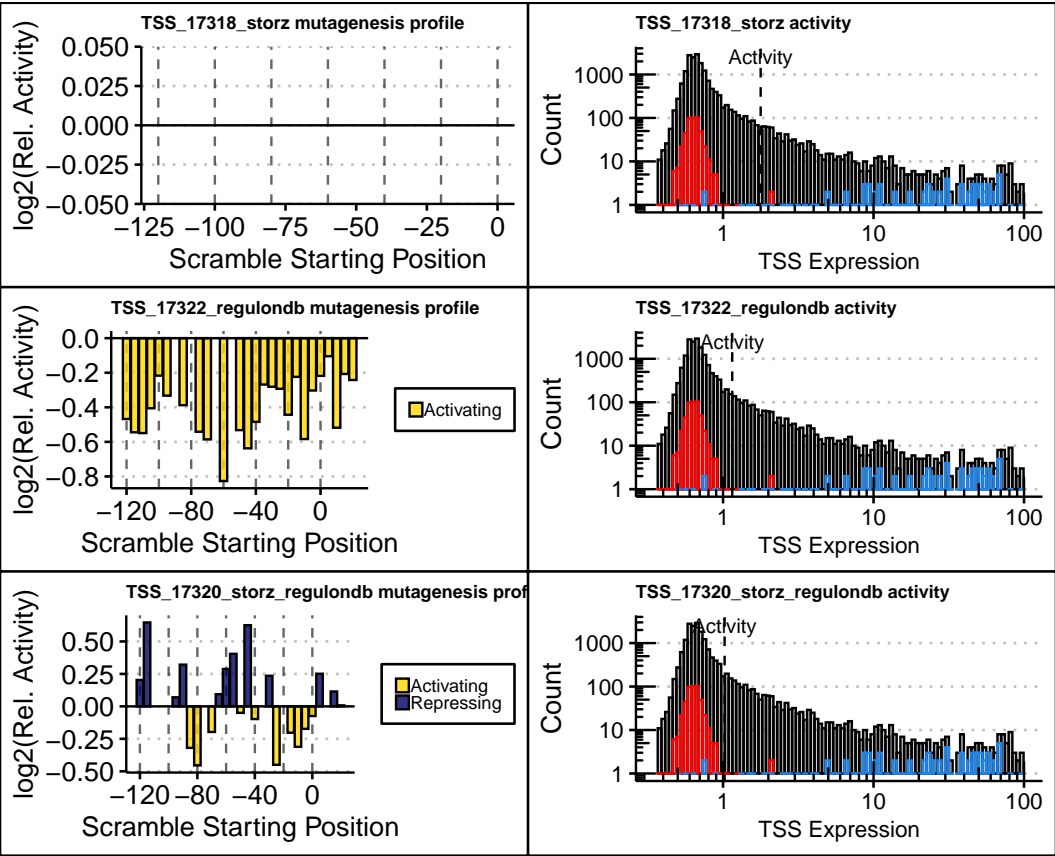 TSS_17318_storz mutagenesis profile
log2(Rel. Activity)
0.050
0.025
0.000
−0.025
−0.050
−125 −100 −75 −50 −25 0
Scramble Starting Position
TSS_17318_storz activity
Activity
Count
1000
100
10
1
1 10 100
TSS Expression
TSS_17322_regulondb mutagenesis profile
log2(Rel. Activity)
0.0
−0.2
−0.4
−0.6
−0.8
−120 −80 −40 0
Scramble Starting Position
Activating
TSS_17322_regulondb activity
Activity
Count
1000
100
10
1
1 10 100
TSS Expression
TSS_17320_storz_regulondb mutagenesis prof
log2(Rel. Activity)
0.50
0.25
0.00
−0.25
−0.50
−120 −80 −40 0
Scramble Starting Position
Activating
Repressing
TSS_17320_storz_regulondb activity
Activity
Count
1000
100
10
1
1 10 100
TSS Expression